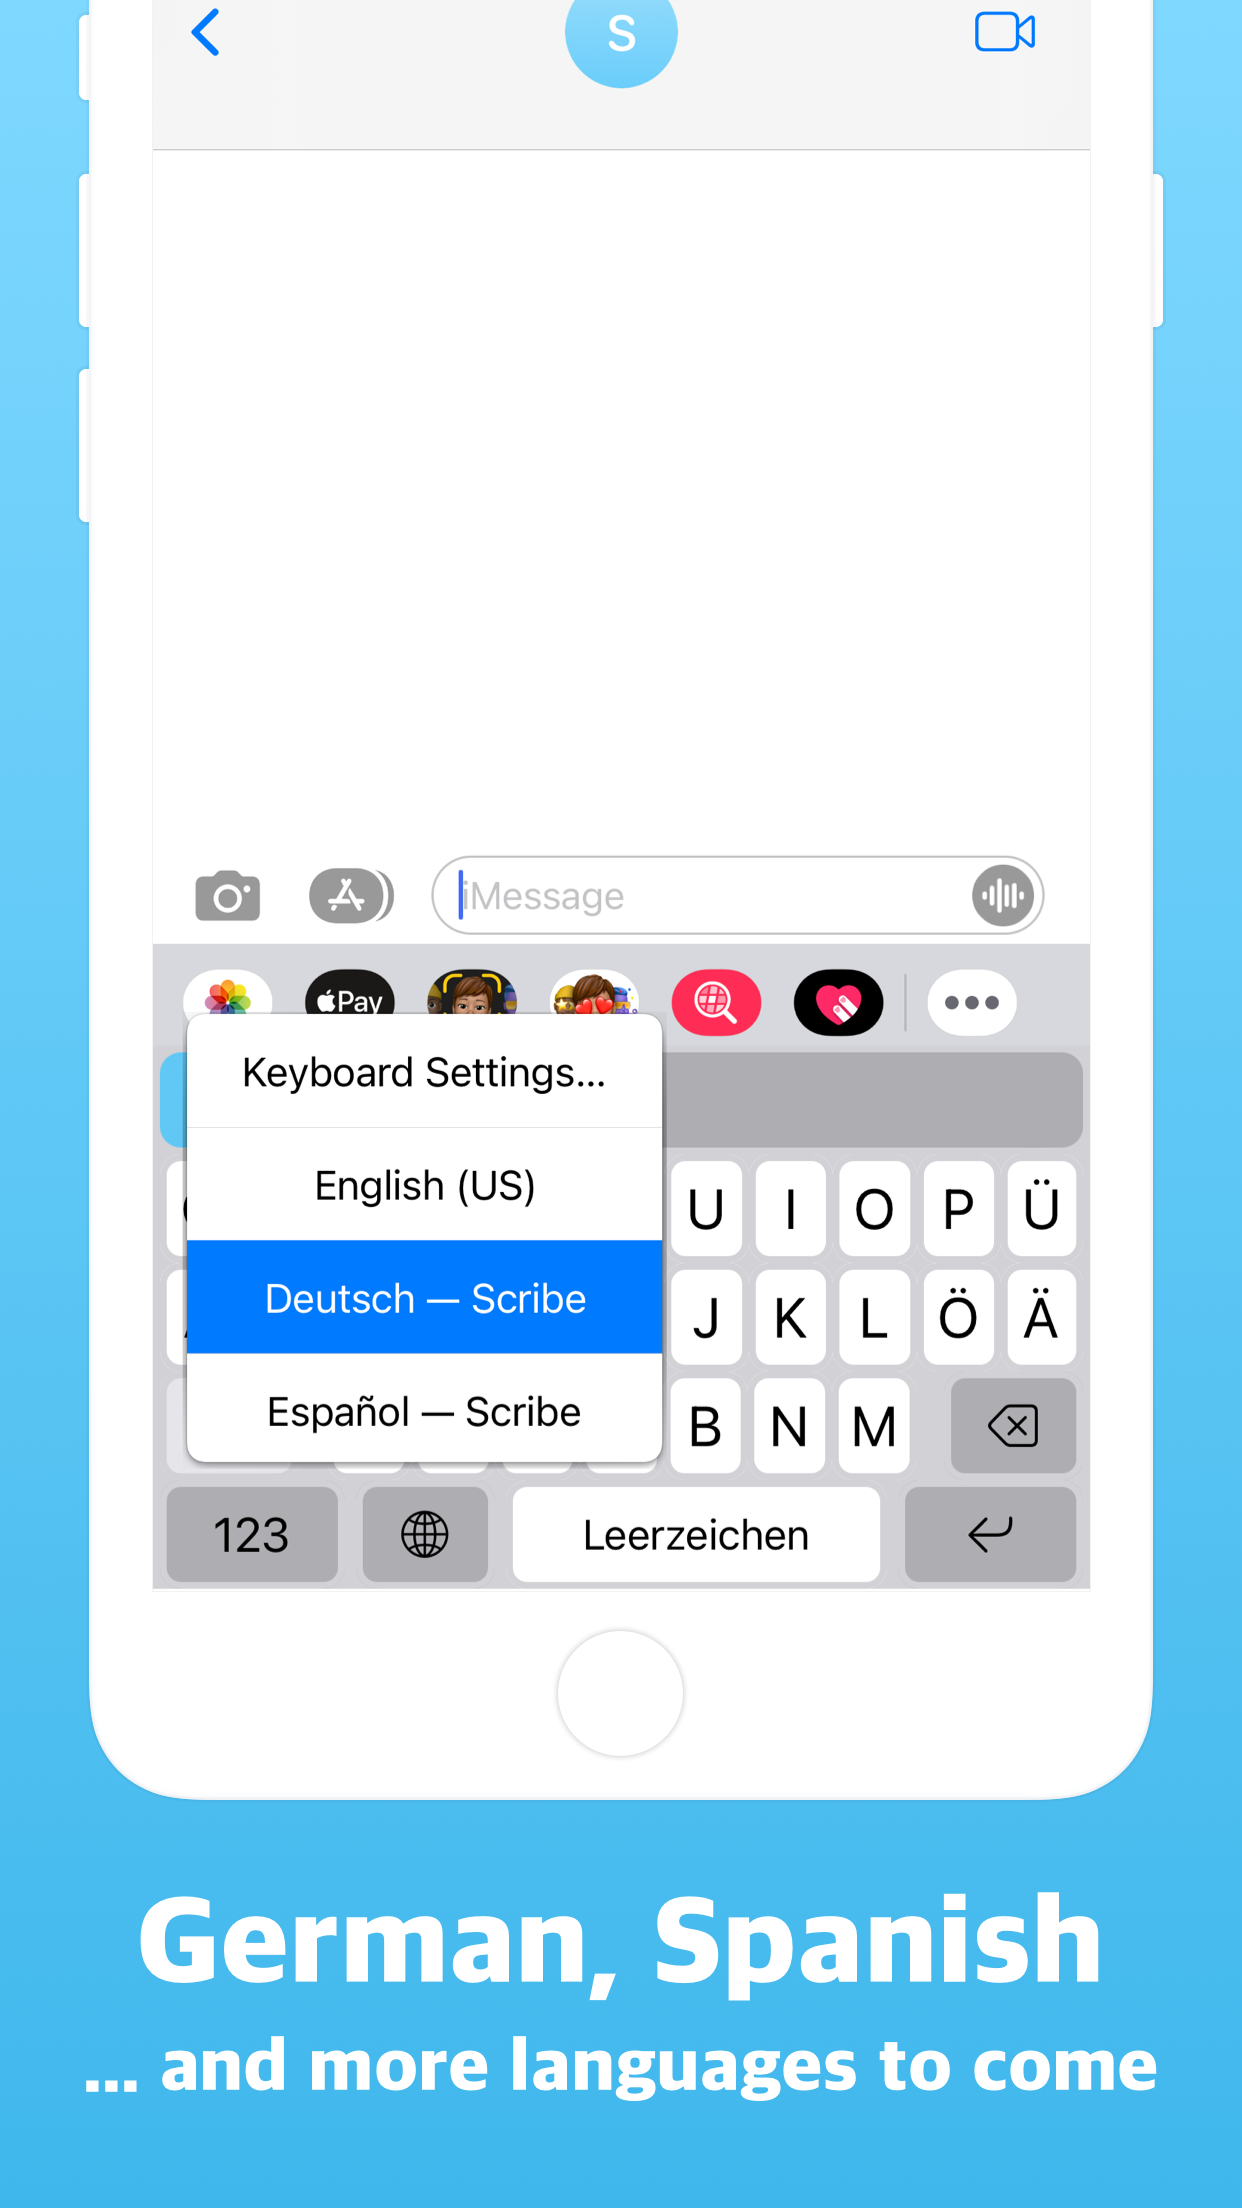 S
iMessage
Pay
Keyboard Settings...
English (US)
Deutsch — Scribe
Español — Scribe
U I O P Ü
J K L Ö Ä
B N M
123
Leerzeichen
German, Spanish
... and more languages to come